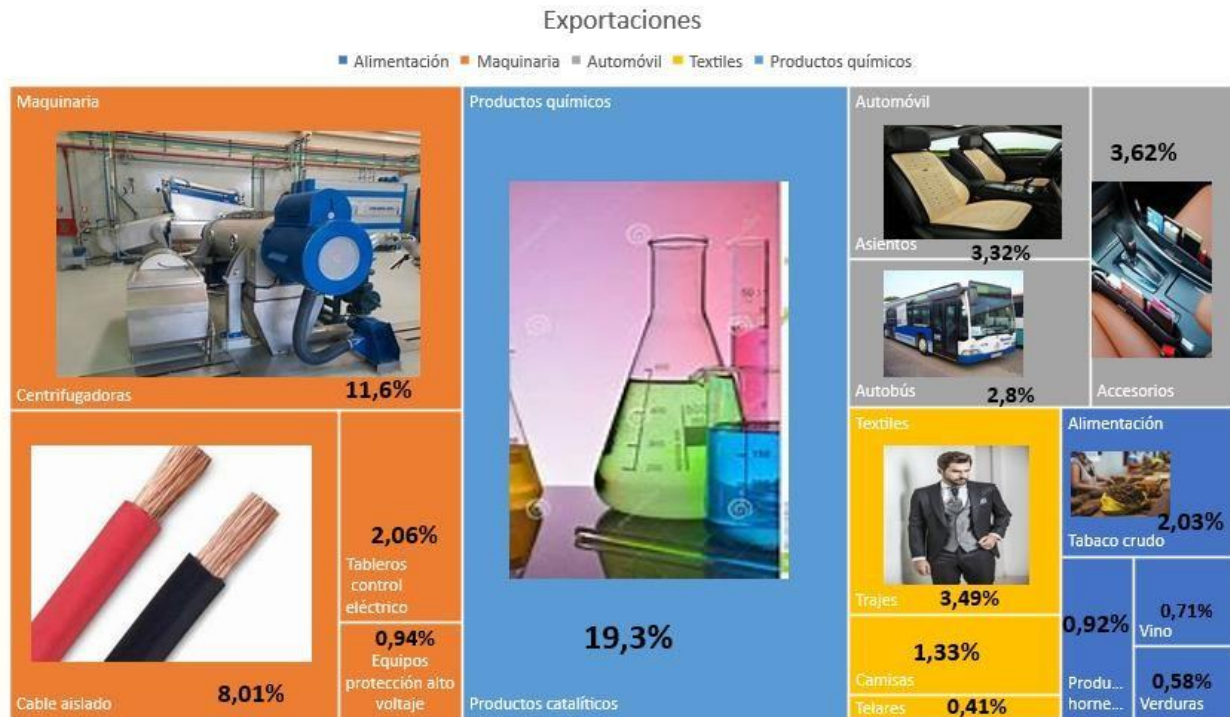 Exportaciones
Alimentación Maquinaria Automóvil Textiles Productos químicos
Maquinaria
Centrifugadoras
11,6%
Cable aislado
8,01%
2,06%
Tableros
control
eléctrico
0,94%
Equipos
protección alto
voltaje
Productos químicos
19,3%
Productos catalíticos
Automóvil
Asientos
3,32%
Autobús
2,8%
3,62%
Accesorios
Textiles
Trajes
3,49%
1,33%
Camisas
Telares
0,41%
Alimentación
2,03%
Tabaco crudo
0,92%
Produ...
horne...
0,71%
Vino
0,58%
Verduras